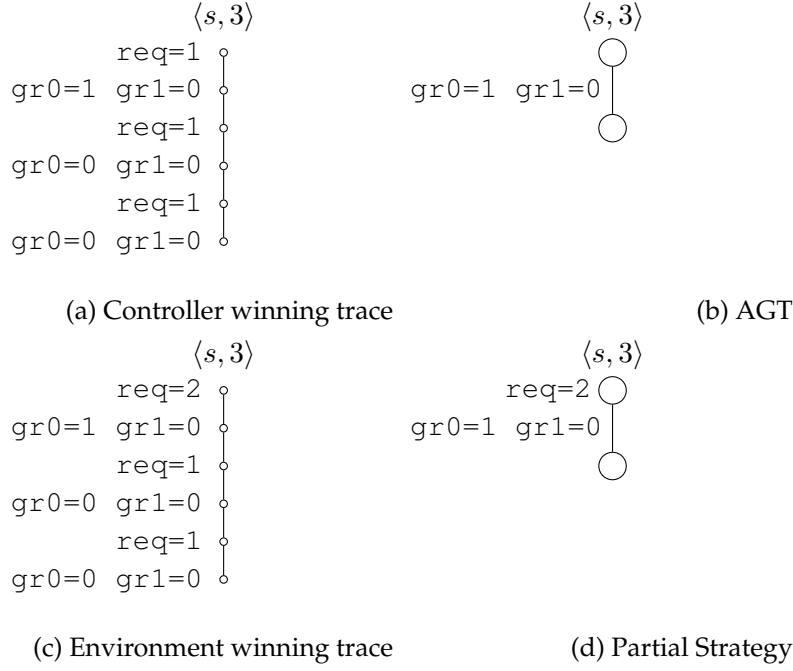 ⟨s, 3⟩ ⟨s, 3⟩
req=1
gr0=1 gr1=0 gr0=1 gr1=0
req=1
gr0=0 gr1=0
req=1
gr0=0 gr1=0
(a) Controller winning trace (b) AGT
⟨s, 3⟩ ⟨s, 3⟩
req=2 req=2
gr0=1 gr1=0 gr0=1 gr1=0
req=1
gr0=0 gr1=0
req=1
gr0=0 gr1=0
(c) Environment winning trace (d) Partial Strategy